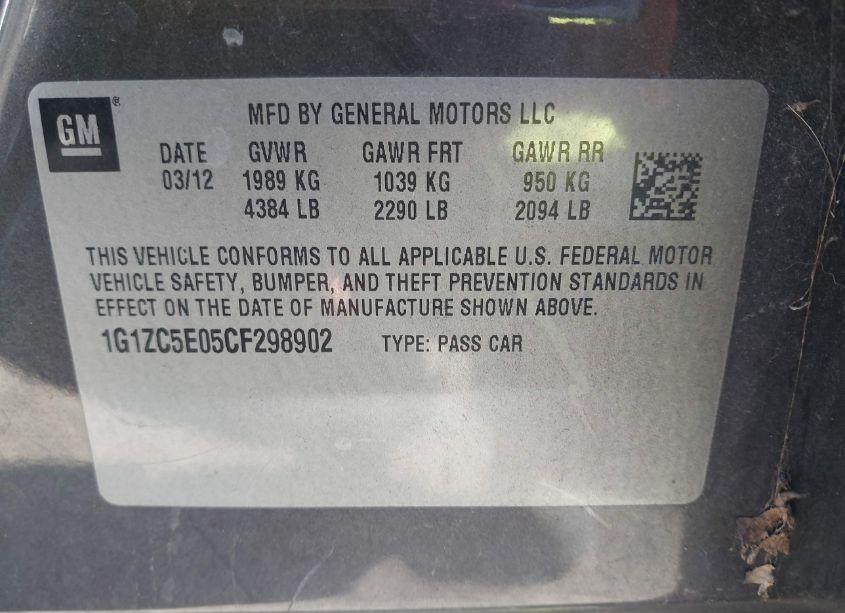 GM
®
MFD BY GENERAL MOTORS LLC
DATE GVWR GAWR FRT GAWR RR
03/12 1989 KG 1039 KG 950 KG
4384 LB 2290 LB 2094 LB
THIS VEHICLE CONFORMS TO ALL APPLICABLE U.S. FEDERAL MOTOR
VEHICLE SAFETY, BUMPER, AND THEFT PREVENTION STANDARDS IN
EFFECT ON THE DATE OF MANUFACTURE SHOWN ABOVE.
1G1ZC5E05CF298902 TYPE: PASS CAR